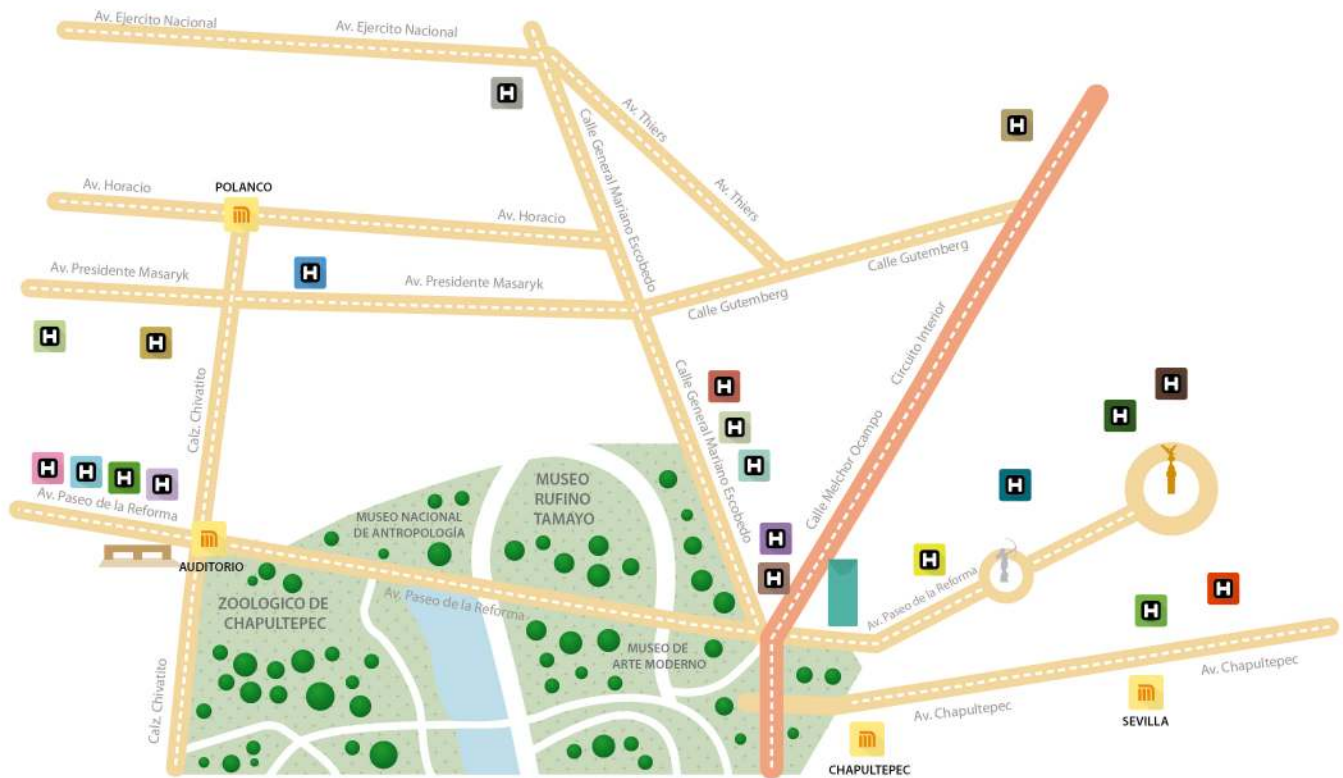 Av. Ejercito Nacional
Av. Ejercito Nacional
H
Av. Thiers
Calle General Mariano Escobedo
H
Av. Horacio
POLANCO
Av. Thiers
Av. Horacio
Av. Presidente Masaryk
H
Av. Presidente Masaryk
Calle Gutemberg
Calle Gutemberg
H
H
Circuito Interior
Calz. Chivatito
Calle General Mariano Escobedo
H
H
H
H
H
Calle Melchor Ocampo
H
H
H
H
H
Av. Paseo de la Reforma
MUSEO NACIONAL
DE ANTROPOLOGÍA
MUSEO
RUFINO
TAMAYO
H
H
H
AUDITORIO
ZOOLOGICO DE
CHAPULTEPEC
Av. Paseo de la Reforma
Av. Paseo de la Reforma
H
H
MUSEO DE
ARTE MODERNO
Calz. Chivatito
Av. Chapultepec
Av. Chapultepec
SEVILLA
CHAPULTEPEC